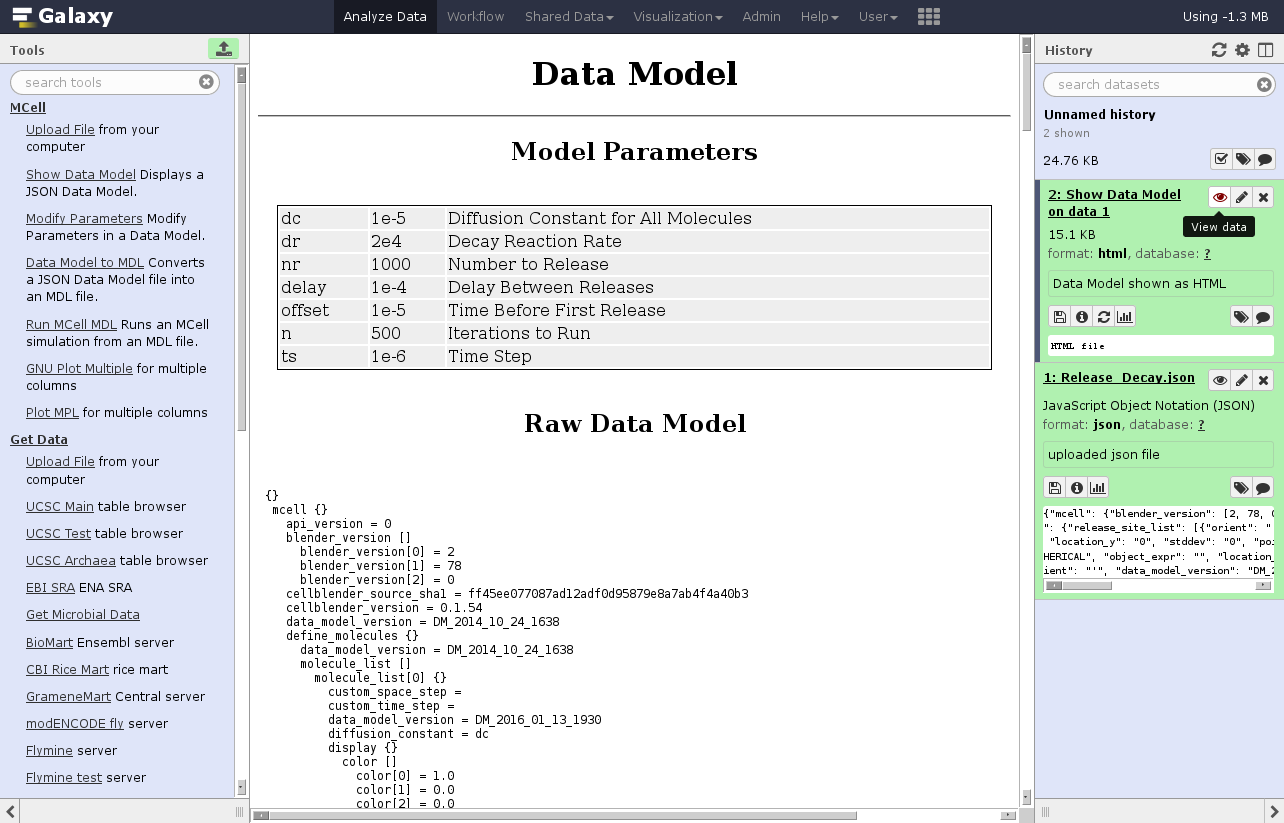 Galaxy
Analyze Data
Workflow
Shared Data
Visualization
Admin
Help
User
Using -1.3 MB
Tools
search tools
MCell
Upload File from your
computer
Show Data Model Displays a
JSON Data Model.
Modify Parameters Modify
Parameters in a Data Model.
Data Model to MDL Converts
a JSON Data Model file into
an MDL file.
Run MCell MDL Runs an MCell
simulation from an MDL file.
GNU Plot Multiple for multiple
columns
Plot MPL for multiple columns
Get Data
Upload File from your
computer
UCSC Main table browser
UCSC Test table browser
UCSC Archaea table browser
EBI SRA ENA SRA
Get Microbial Data
BioMart Ensembl server
CBI Rice Mart rice mart
GrameneMart Central server
modENCODE fly server
Flymine server
Flymine test server
Data Model
Model Parameters
dc 1e-5 Diffusion Constant for All Molecules
dr 2e4 Decay Reaction Rate
nr 1000 Number to Release
delay 1e-4 Delay Between Releases
offset 1e-5 Time Before First Release
n 500 Iterations to Run
ts 1e-6 Time Step
Raw Data Model
{}
mcell {}
api_version = 0
blender_version []
blender_version[0] = 2
blender_version[1] = 78
blender_version[2] = 0
cellblender_source_sha1 = ff45ee077087ad12adf0d95879e8a7ab4f4a40b3
cellblender_version = 0.1.54
data_model_version = DM_2014_10_24_1638
define_molecules {}
data_model_version = DM_2014_10_24_1638
molecule_list []
molecule_list[0] {}
custom_space_step =
custom_time_step =
data_model_version = DM_2016_01_13_1930
diffusion_constant = dc
display {}
color []
color[0] = 1.0
color[1] = 0.0
color[2] = 0.0
History
search datasets
Unnamed history
2 shown
24.76 KB
2: Show Data Model
on data 1
View data
15.1 KB
format: html, database: ?
Data Model shown as HTML
HTML file
1: Release_Decay.json
JavaScript Object Notation (JSON)
format: json, database: ?
uploaded json file
{"mcell": {"blender_version": [2, 78, 0
": {"release_site_list": [{"orient": "
"location_y": "0", "stddev": "0", "poi
HERICAL", "object_expr": "", "location_
ient": "'", "data_model_version": "DM_2